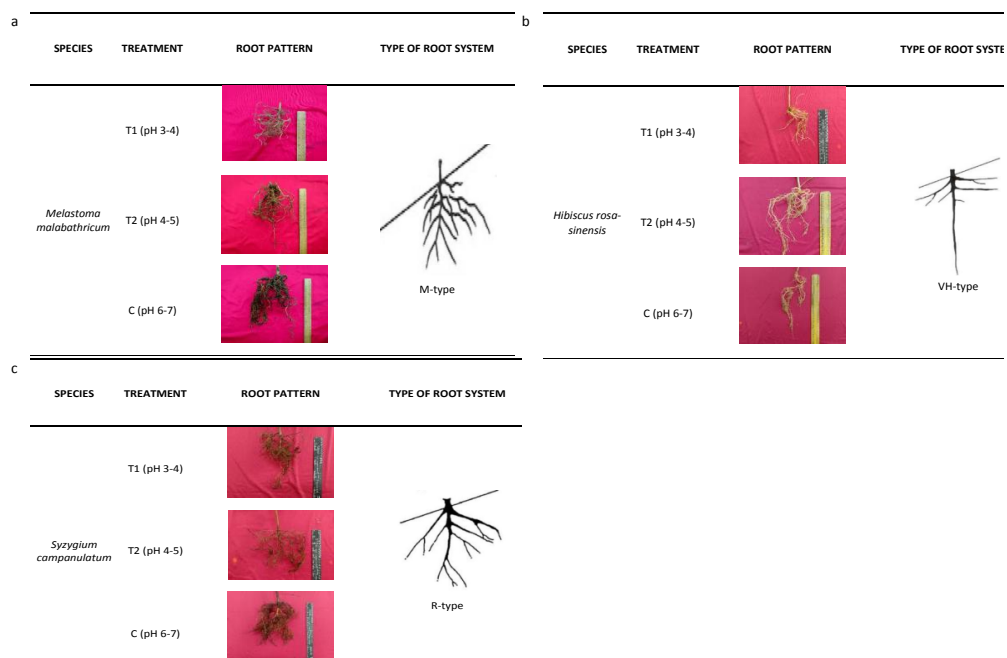 a
SPECIES TREATMENT ROOT PATTERN TYPE OF ROOT SYSTEM
T1 (pH 3-4)
Melastoma
malabathricum
T2 (pH 4-5)
C (pH 6-7)
M-type
b
SPECIES TREATMENT ROOT PATTERN TYPE OF ROOT SYSTE
T1 (pH 3-4)
Hibiscus rosa-
sinensis
T2 (pH 4-5)
C (pH 6-7)
VH-type
c
SPECIES TREATMENT ROOT PATTERN TYPE OF ROOT SYSTEM
T1 (pH 3-4)
Syzygium
campanulatum
T2 (pH 4-5)
C (pH 6-7)
R-type